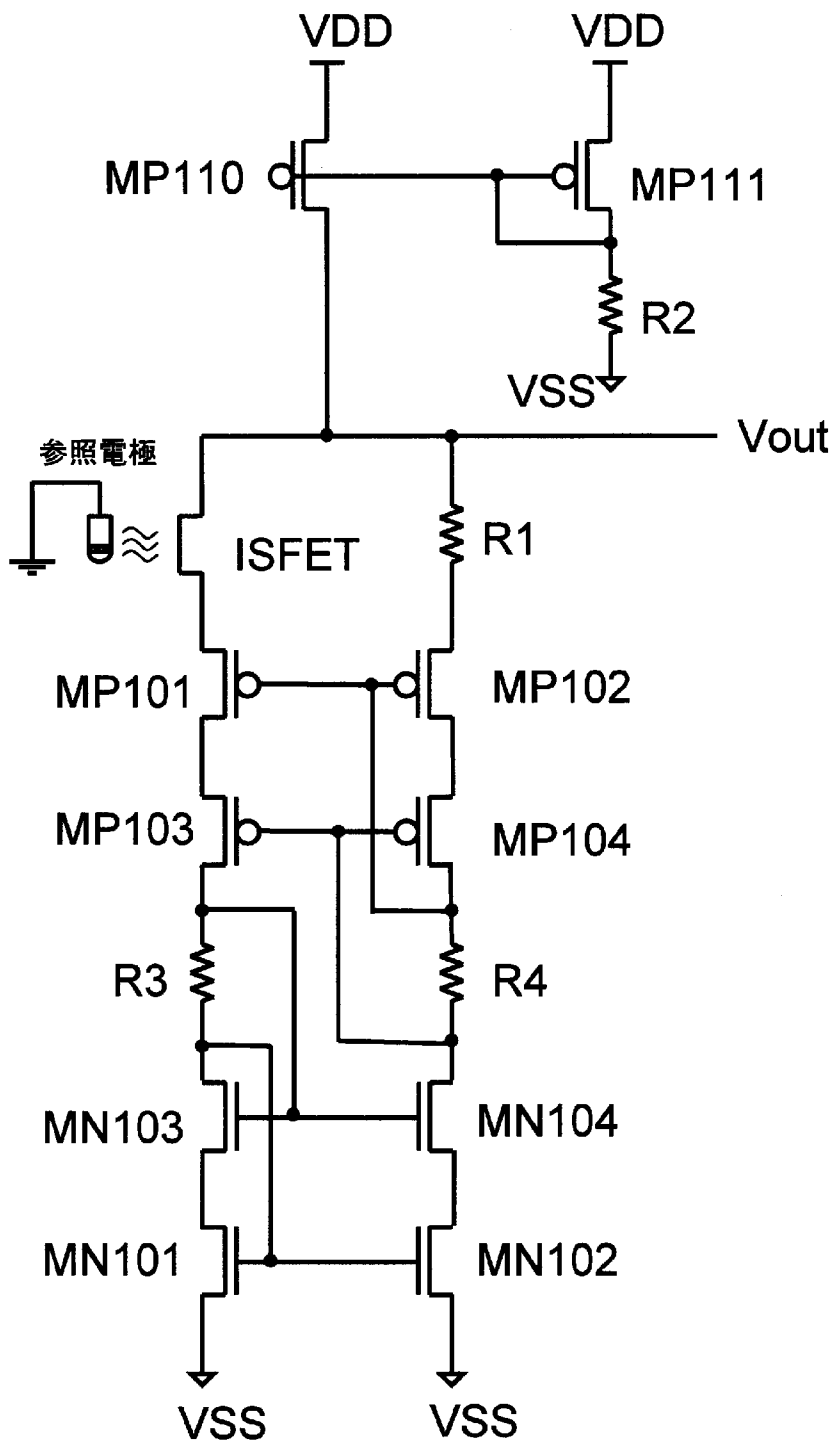 VDD
VDD
MP110
MP111
R2
VSS
Vout
参照電極
ISFET
R1
MP101
MP102
MP103
MP104
R3
R4
MN103
MN104
MN101
MN102
VSS
VSS